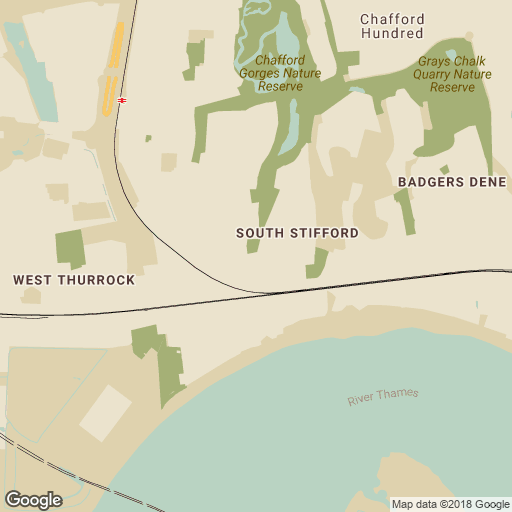 Chafford
Hundred
Chafford
Gorges Nature
Reserve
Grays Chalk
Quarry Nature
Reserve
BADGERS DENE
SOUTH STIFFORD
WEST THURROCK
River Thames
Google
Map data ©2018 Google